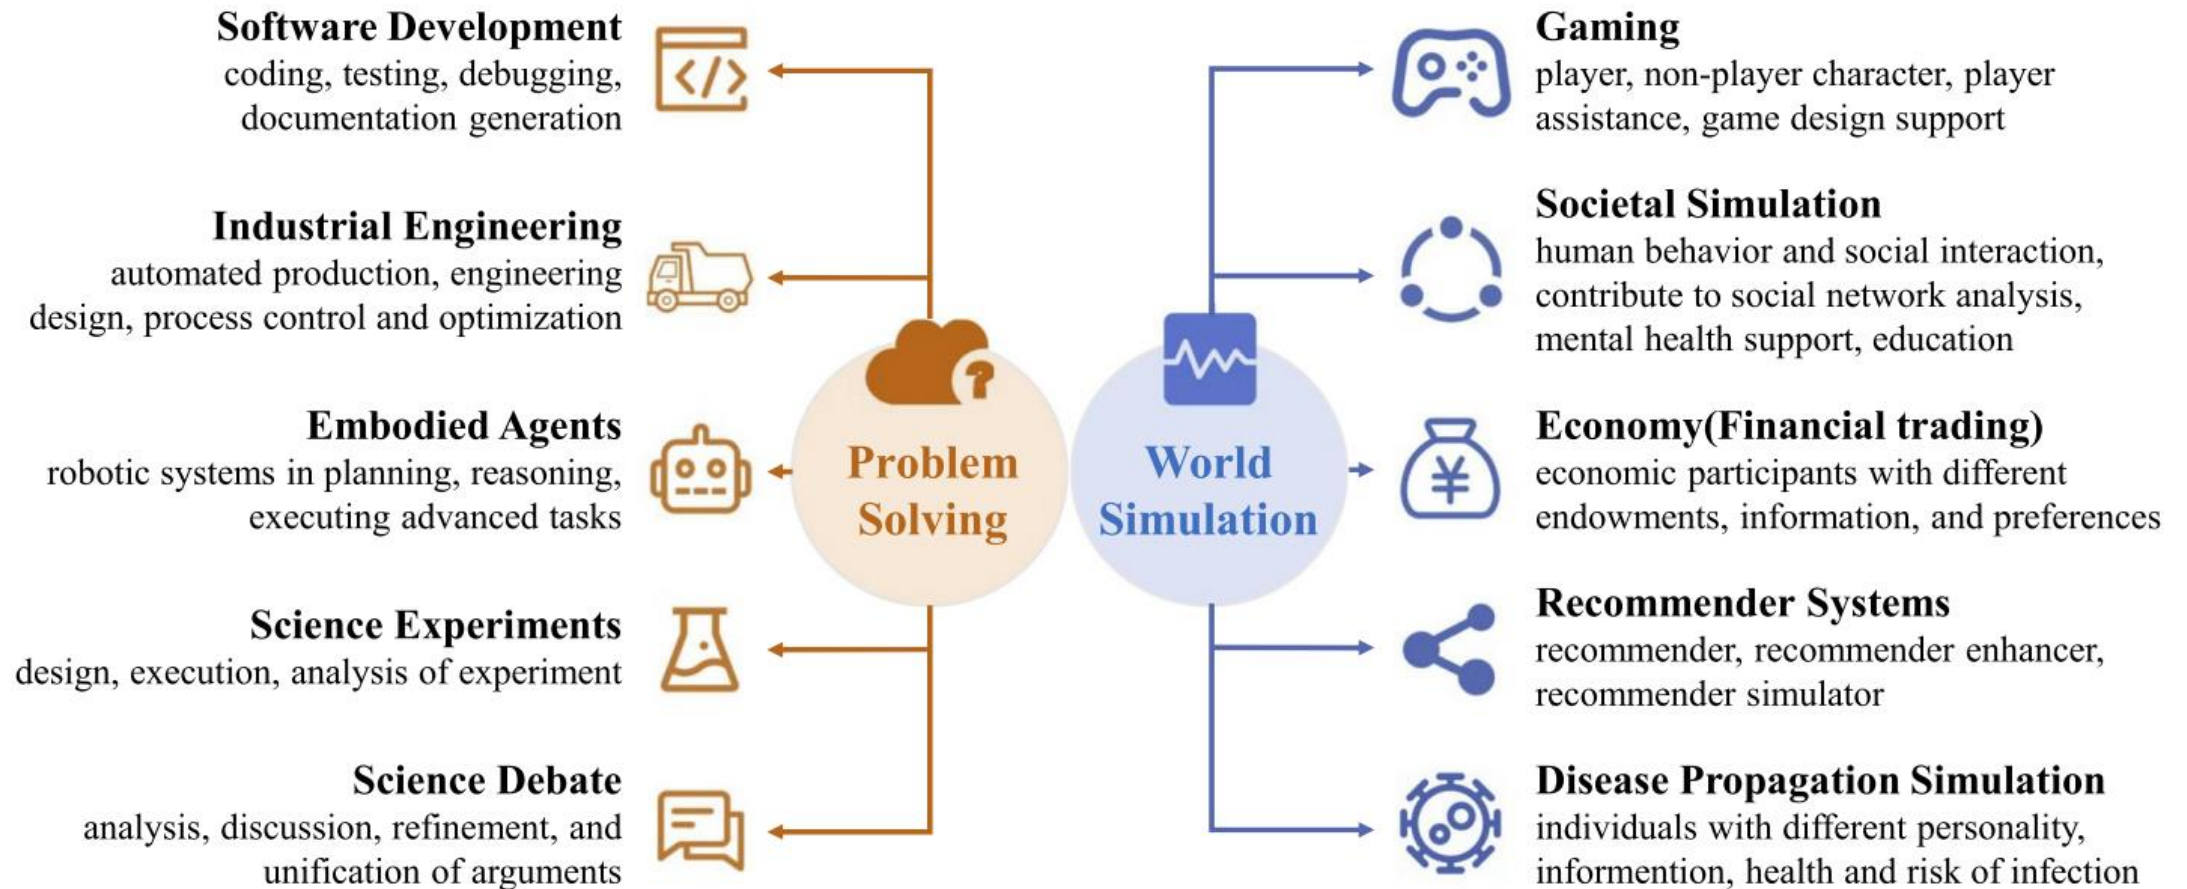 Software Development
coding, testing, debugging,
documentation generation
Industrial Engineering
automated production, engineering
design, process control and optimization
Embodied Agents
robotic systems in planning, reasoning,
executing advanced tasks
Science Experiments
design, execution, analysis of experiment
Science Debate
analysis, discussion, refinement, and
unification of arguments
Problem
Solving
World
Simulation
Gaming
player, non-player character, player
assistance, game design support
Societal Simulation
human behavior and social interaction,
contribute to social network analysis,
mental health support, education
Economy(Financial trading)
economic participants with different
endowments, information, and preferences
Recommender Systems
recommender, recommender enhancer,
recommender simulator
Disease Propagation Simulation
individuals with different personality,
informention, health and risk of infection